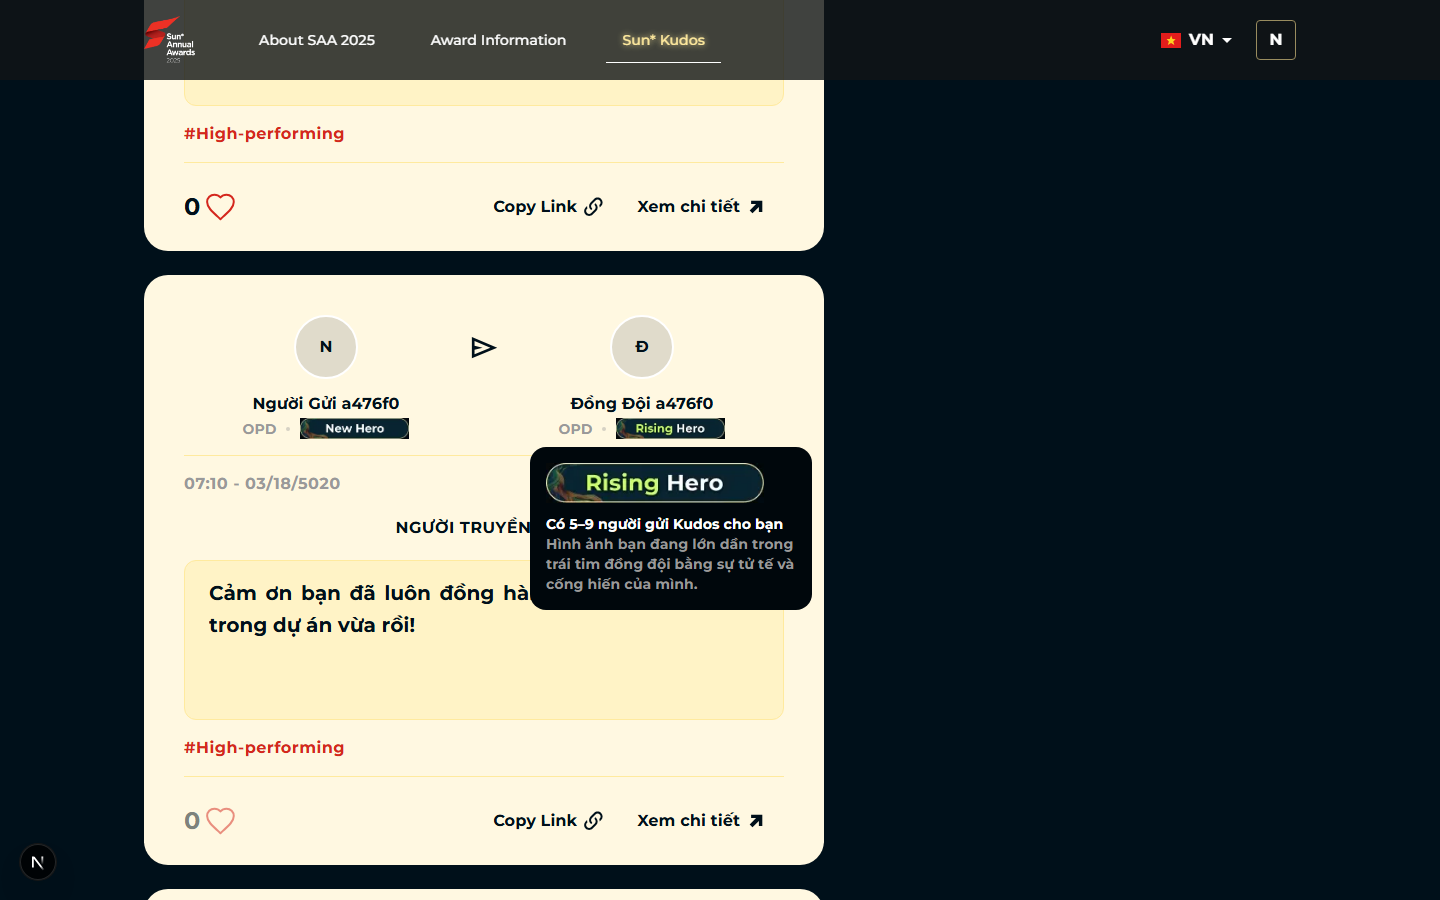 Sun*
Annual
Awards
2025
About SAA 2025
Award Information
Sun* Kudos
VN
N
#High-performing
0
Copy Link
Xem chi tiết
N
Đ
Người Gửi a476f0
Đồng Đội a476f0
OPD • New Hero
OPD • Rising Hero
07:10 - 03/18/5020
Rising Hero
Có 5–9 người gửi Kudos cho bạn
Hình ảnh bạn đang lớn dần trong
trái tim đồng đội bằng sự tử tế và
cống hiến của mình.
NGƯỜI TRUYỀN
Cảm ơn bạn đã luôn đồng hà
trong dự án vừa rồi!
#High-performing
0
Copy Link
Xem chi tiết
N